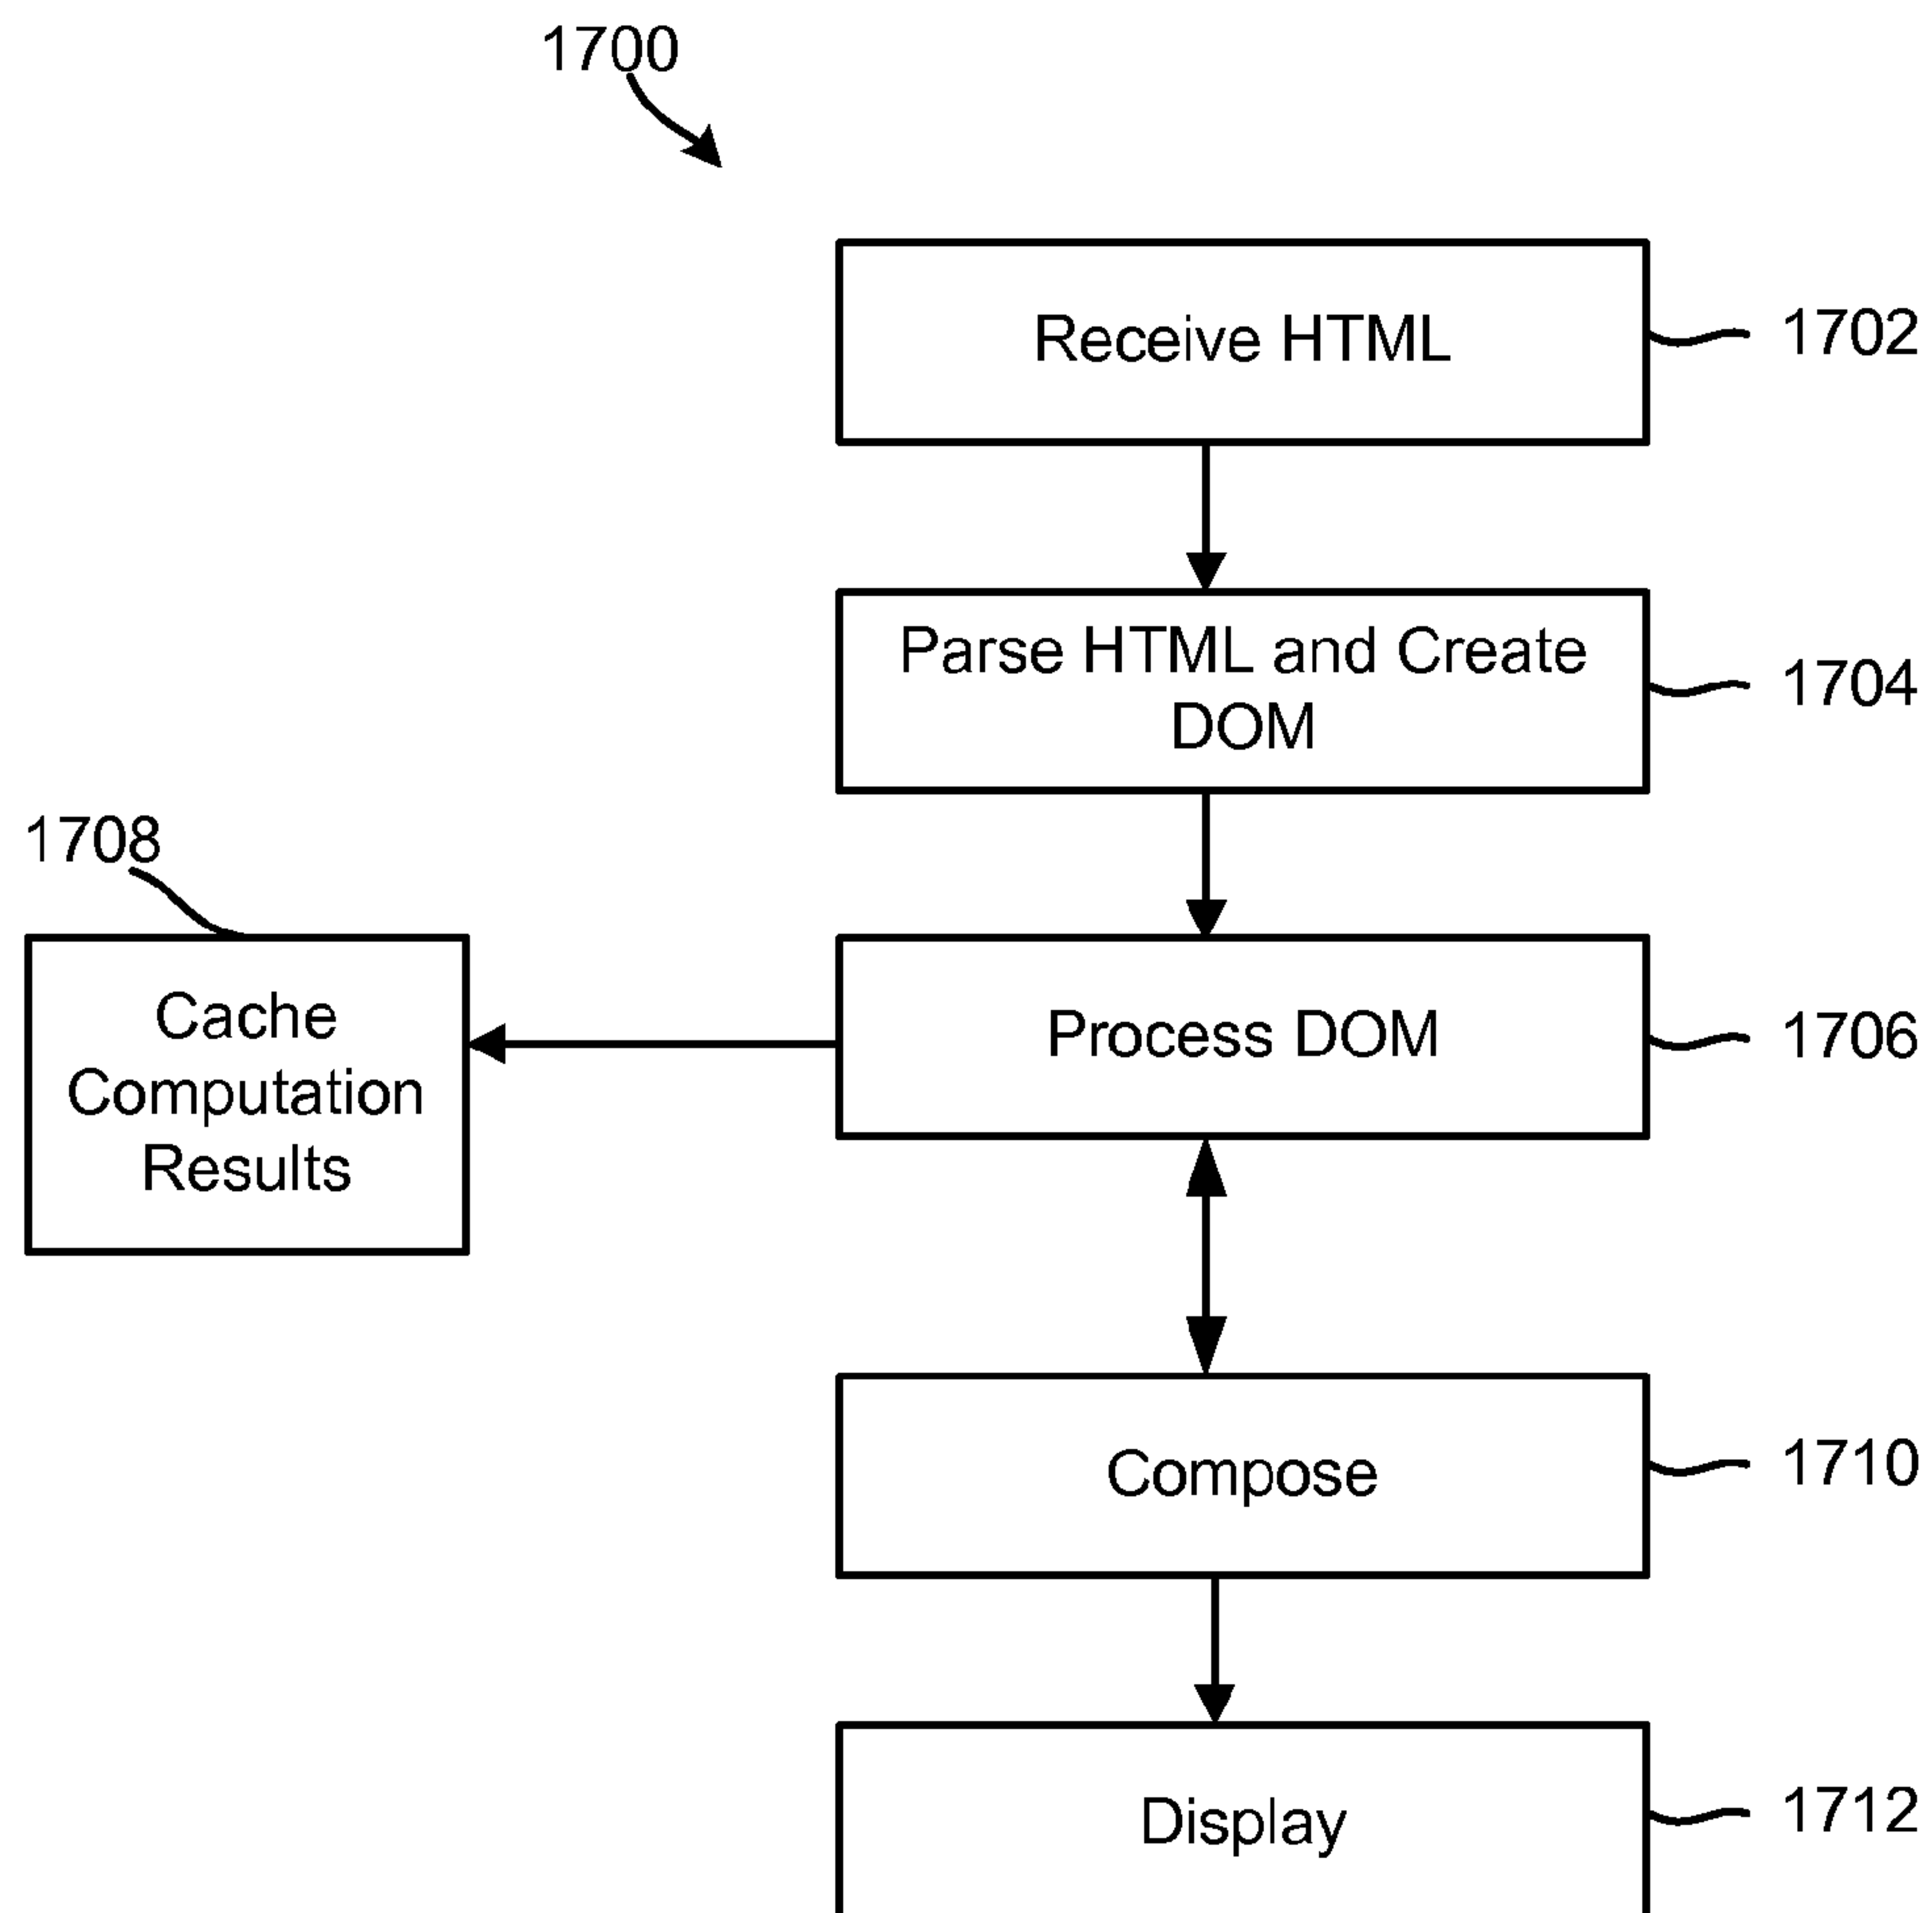 1700
Receive HTML
1702
Parse HTML and Create
DOM
1704
1708
Cache
Computation
Results
Process DOM
1706
Compose
1710
Display
1712